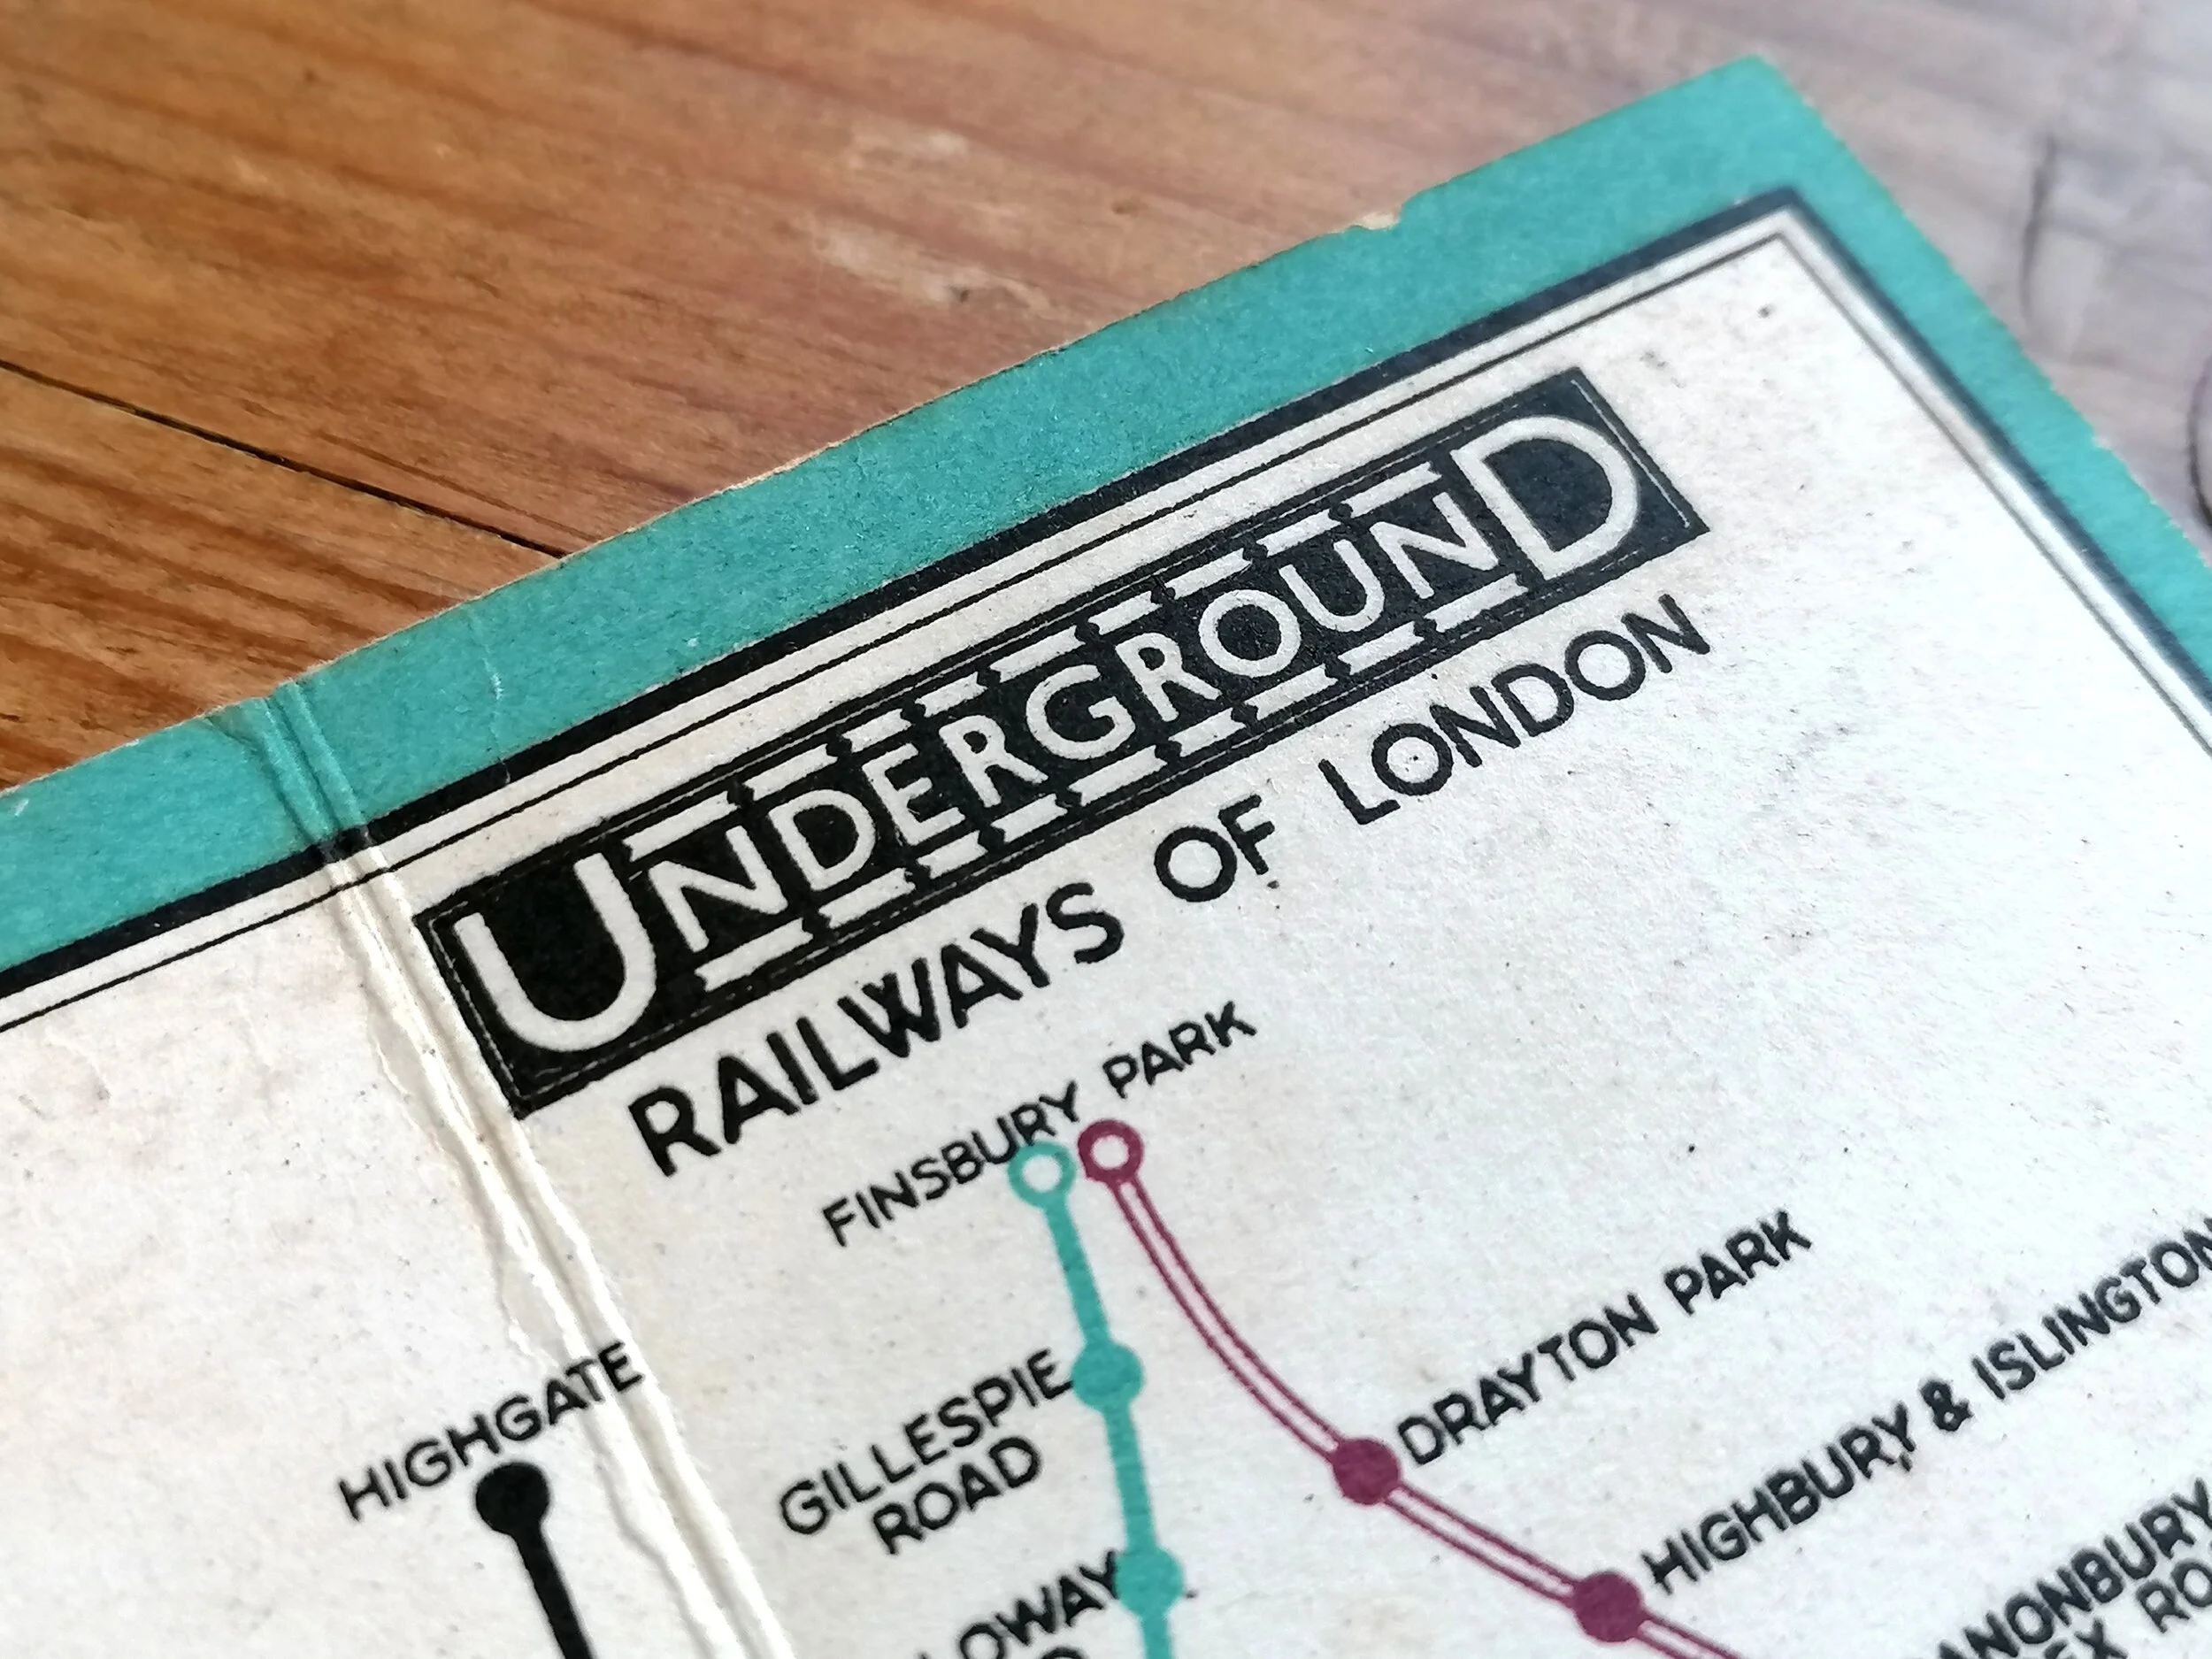 UNDERGROUND
RAILWAYS OF LONDON
FINSBURY PARK
DRAYTON PARK
HIGHGATE
GILLESPIE
ROAD
HIGHBURY & ISLINGTON